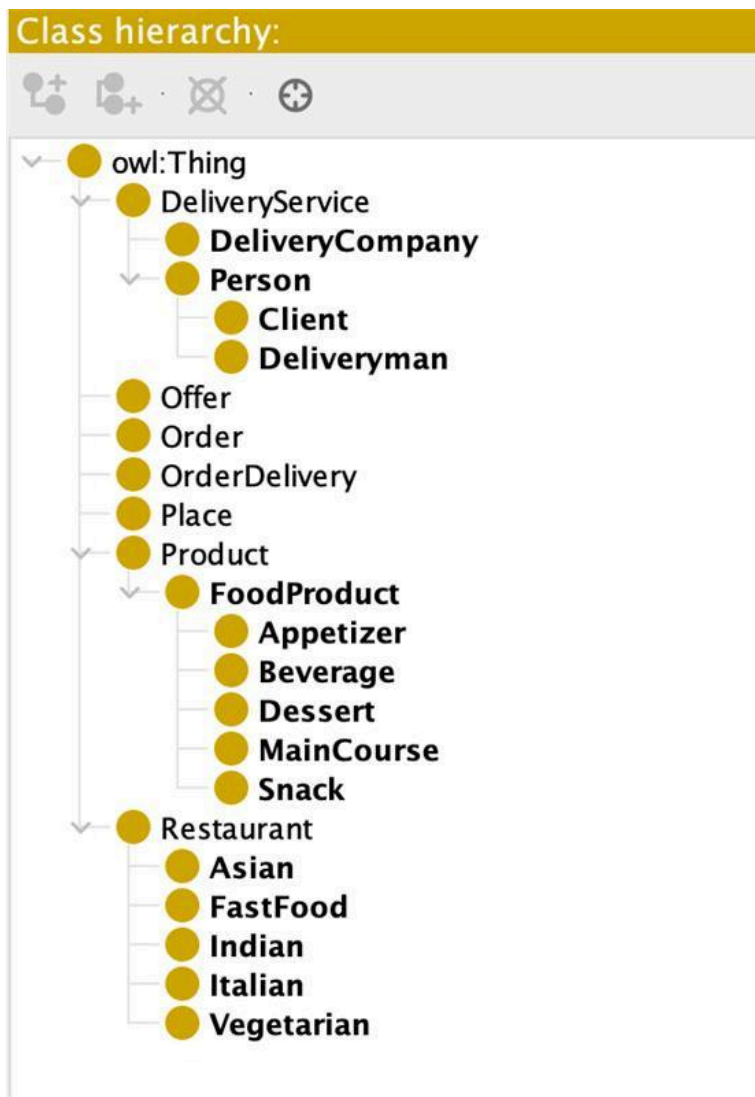 Class hierarchy:
owl:Thing
DeliveryService
DeliveryCompany
Person
Client
Deliveryman
Offer
Order
OrderDelivery
Place
Product
FoodProduct
Appetizer
Beverage
Dessert
MainCourse
Snack
Restaurant
Asian
FastFood
Indian
Italian
Vegetarian